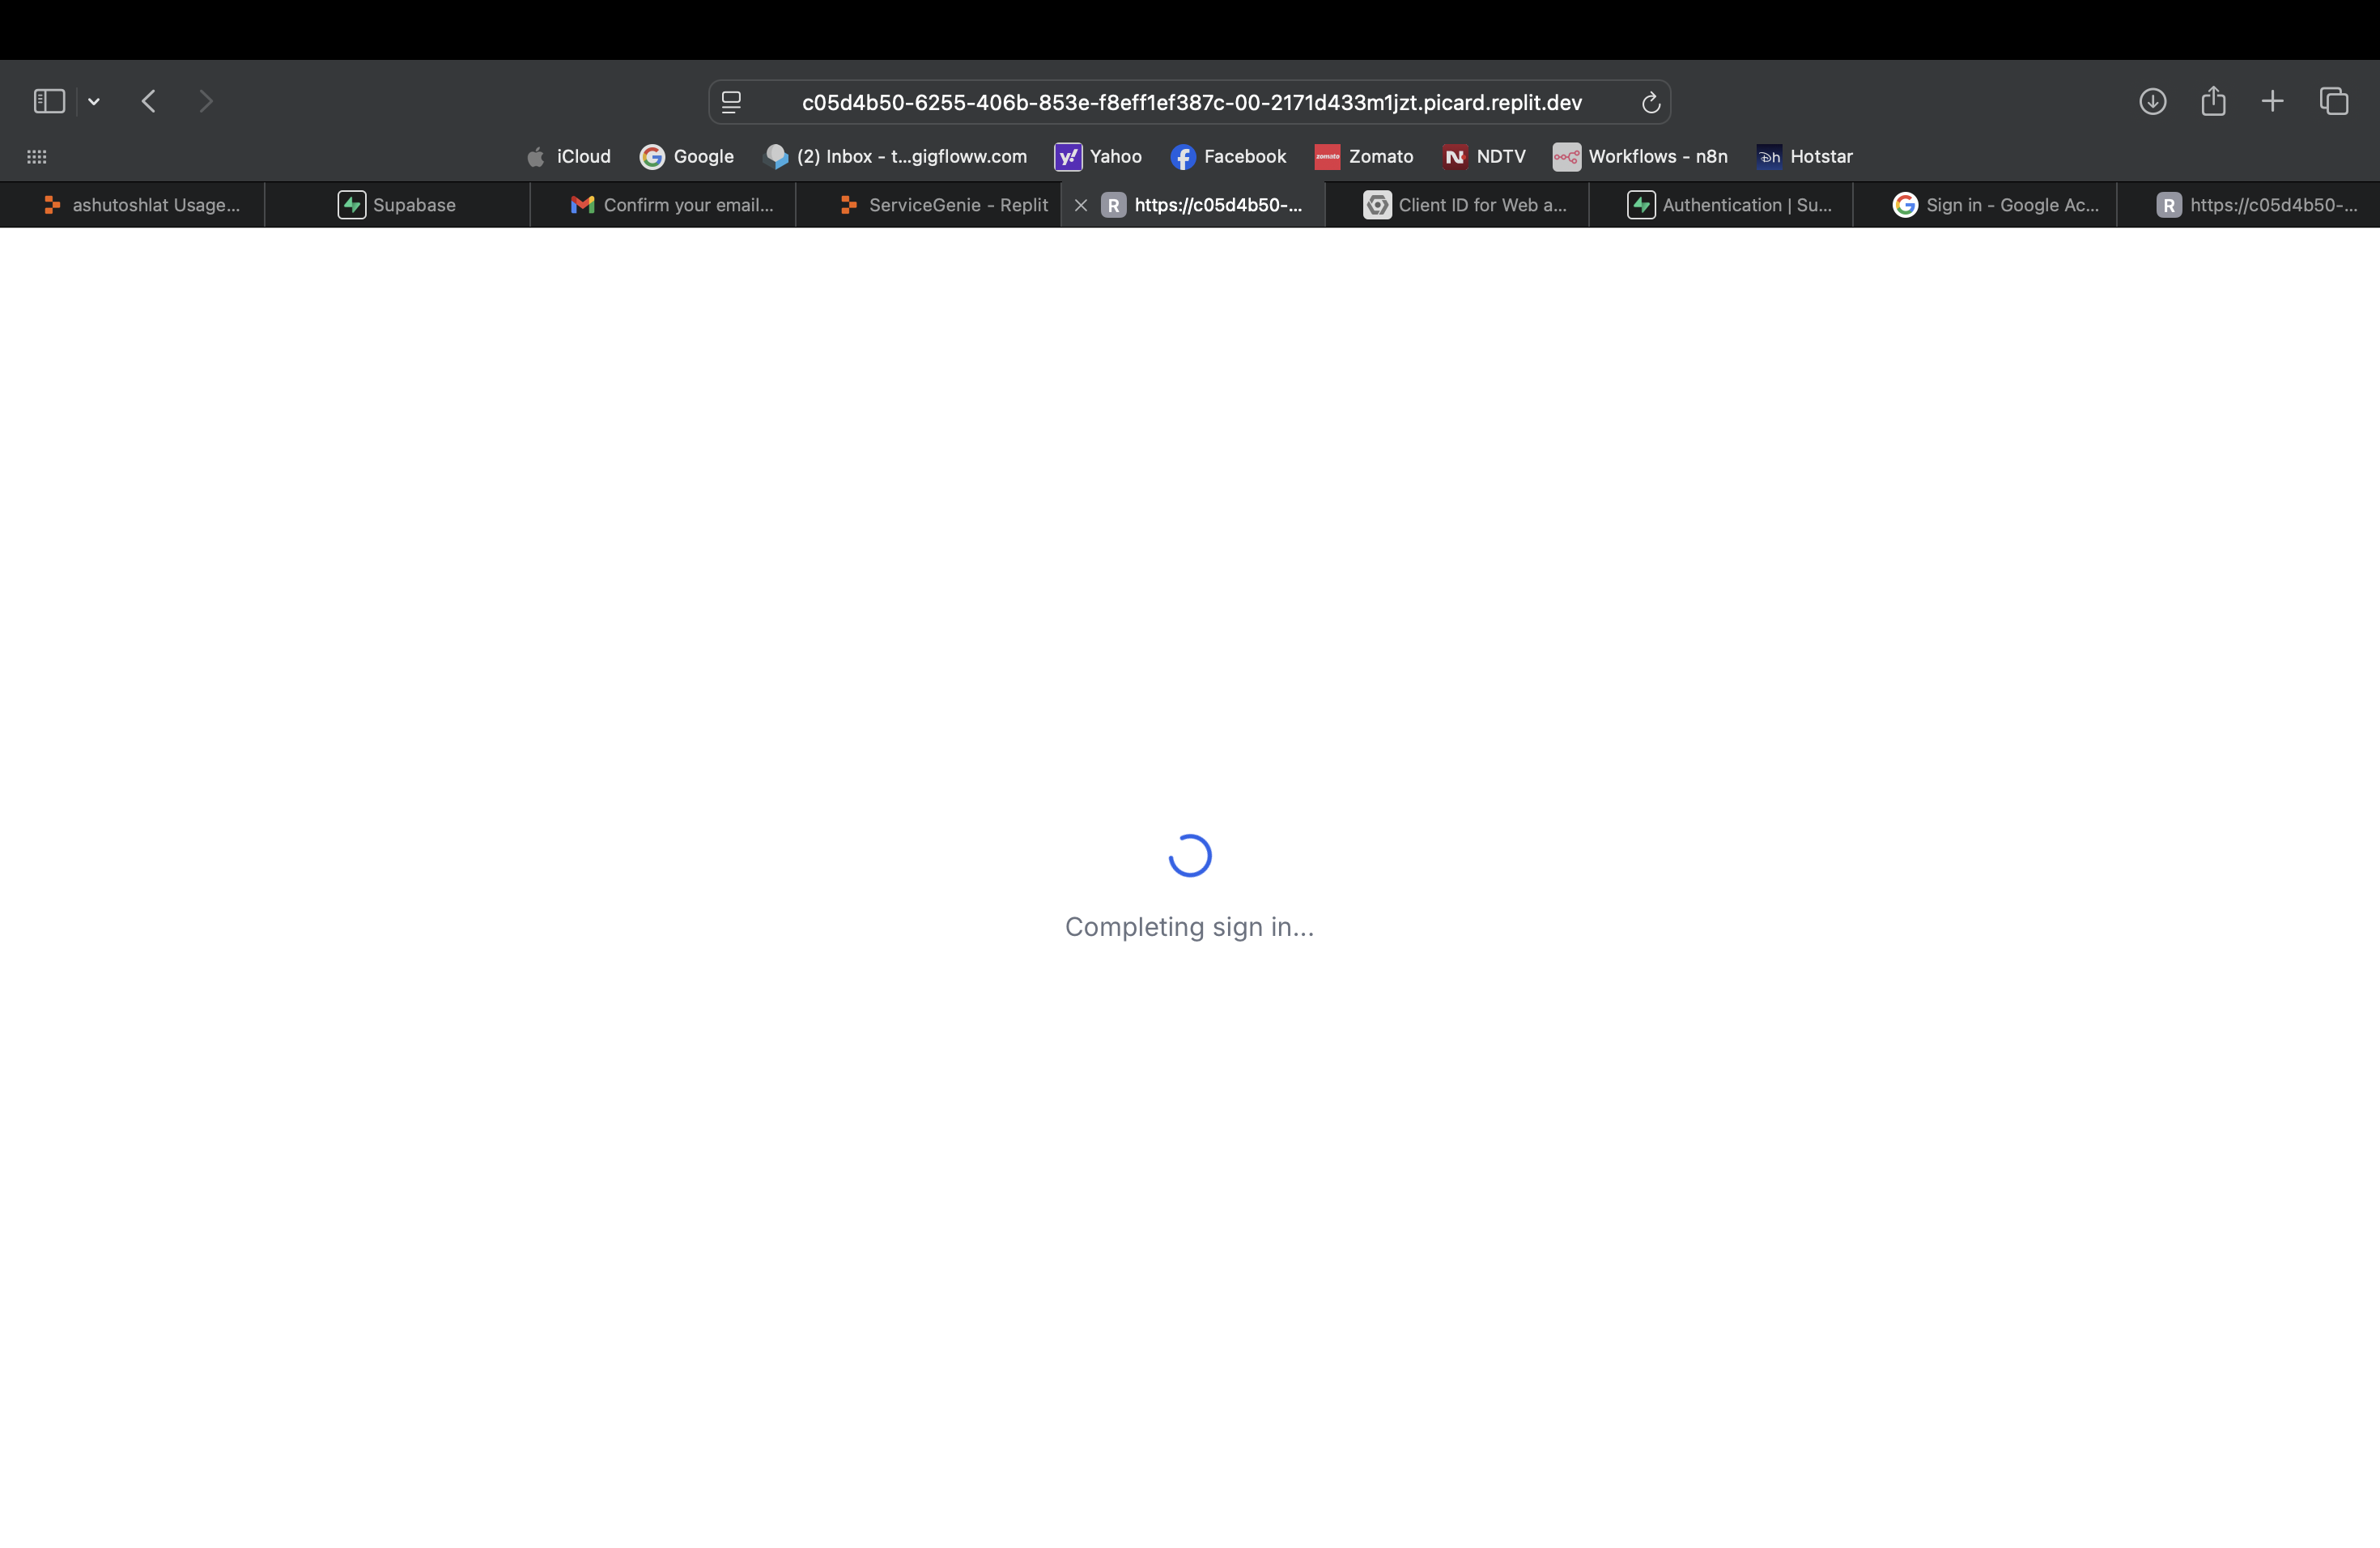 c05d4b50-6255-406b-853e-f8eff1ef387c-00-2171d433m1jzt.picard.replit.dev
iCloud Google (2) Inbox - t...gigfloww.com Yahoo Facebook zomato Zomato NDTV Workflows - n8n Hotstar
ashutoshlat Usage... Supabase Confirm your email... ServiceGenie - Replit R https://c05d4b50-... Client ID for Web a... Authentication | Su... Sign in - Google Ac... R https://c05d4b50-...
Completing sign in...